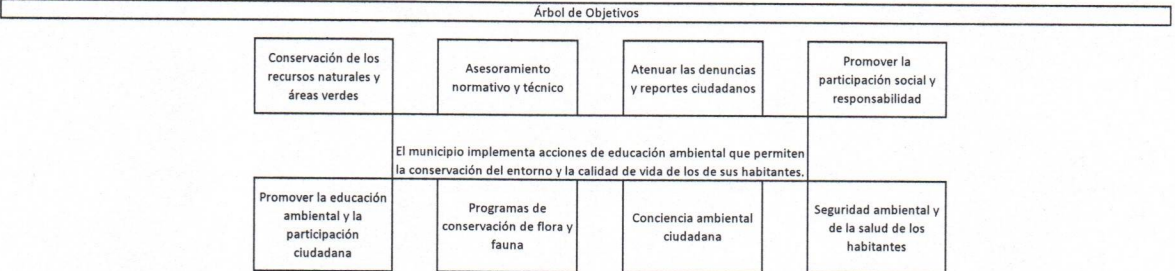 Árbol de Objetivos
Conservación de los
recursos naturales y
áreas verdes
Asesoramiento
normativo y técnico
Atenuar las denuncias
y reportes ciudadanos
Promover la
participación social y
responsabilidad
El municipio implementa acciones de educación ambiental que permiten
la conservación del entorno y la calidad de vida de los de sus habitantes.
Promover la educación
ambiental y la
participación
ciudadana
Programas de
conservación de flora y
fauna
Conciencia ambiental
ciudadana
Seguridad ambiental y
de la salud de los
habitantes